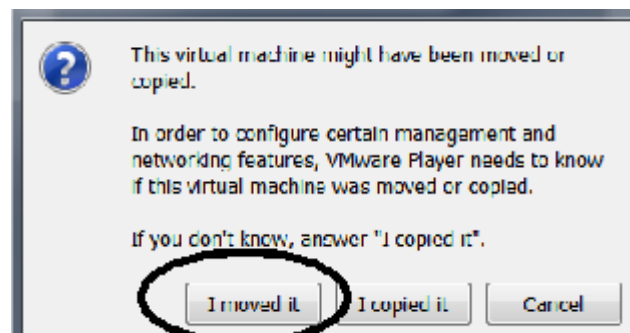 This virtual machine might have been moved or
copied.
In order to configure certain management and
networking features, VMware Player needs to know
if this virtual machine was moved or copied.
If you don't know, answer "I copied it".
I moved it I copied it Cancel